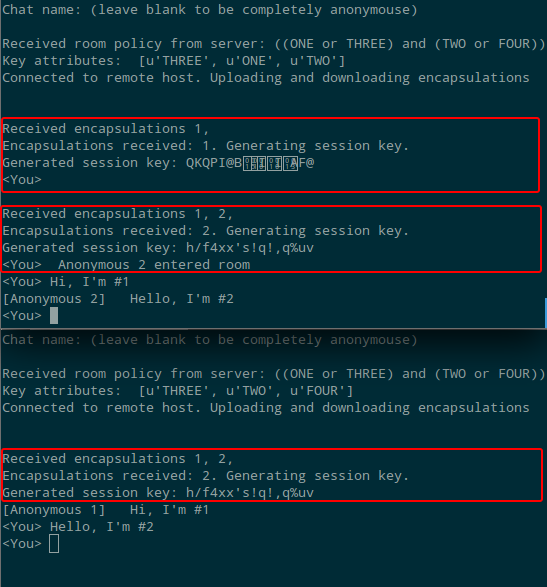 Chat name: (leave blank to be completely anonymouse)
Received room policy from server: ((ONE or THREE) and (TWO or FOUR))
Key attributes:  [u'THREE', u'ONE', u'TWO']
Connected to remote host. Uploading and downloading encapsulations
Received encapsulations 1,
Encapsulations received: 1. Generating session key.
Generated session key: QKQPI@B
<You>
Received encapsulations 1, 2,
Encapsulations received: 2. Generating session key.
Generated session key: h/f4xx's!q!,q%uv
<You>  Anonymous 2 entered room
<You> Hi, I'm #1
[Anonymous 2]   Hello, I'm #2
<You>
Chat name: (leave blank to be completely anonymouse)
Received room policy from server: ((ONE or THREE) and (TWO or FOUR))
Key attributes:  [u'THREE', u'TWO', u'FOUR']
Connected to remote host. Uploading and downloading encapsulations
Received encapsulations 1, 2,
Encapsulations received: 2. Generating session key.
Generated session key: h/f4xx's!q!,q%uv
[Anonymous 1]   Hi, I'm #1
<You> Hello, I'm #2
<You>